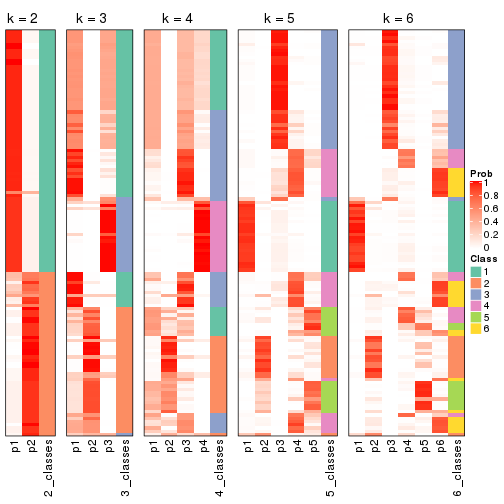 k = 2
k = 3
k = 4
k = 5
k = 6
Prob
1
0.8
0.6
0.4
0.2
0
Class
1
2
3
4
5
6
p1
p2
2_classes
p1
p2
p3
3_classes
p1
p2
p3
p4
4_classes
p1
p2
p3
p4
p5
5_classes
p1
p2
p3
p4
p5
p6
6_classes